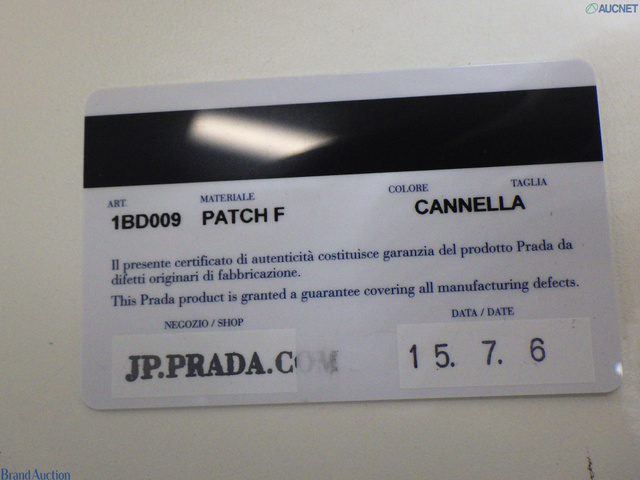 AUCNET
ART. MATERIALE COLORE TAGLIA
1BD009 PATCH F CANNELLA
Il presente certificato di autenticità costituisce garanzia del prodotto Prada da
difetti originari di fabbricazione.
This Prada product is granted a guarantee covering all manufacturing defects.
NEGOZIO / SHOP DATA / DATE
JP.PRADA.COM 15. 7. 6
BrandAuction